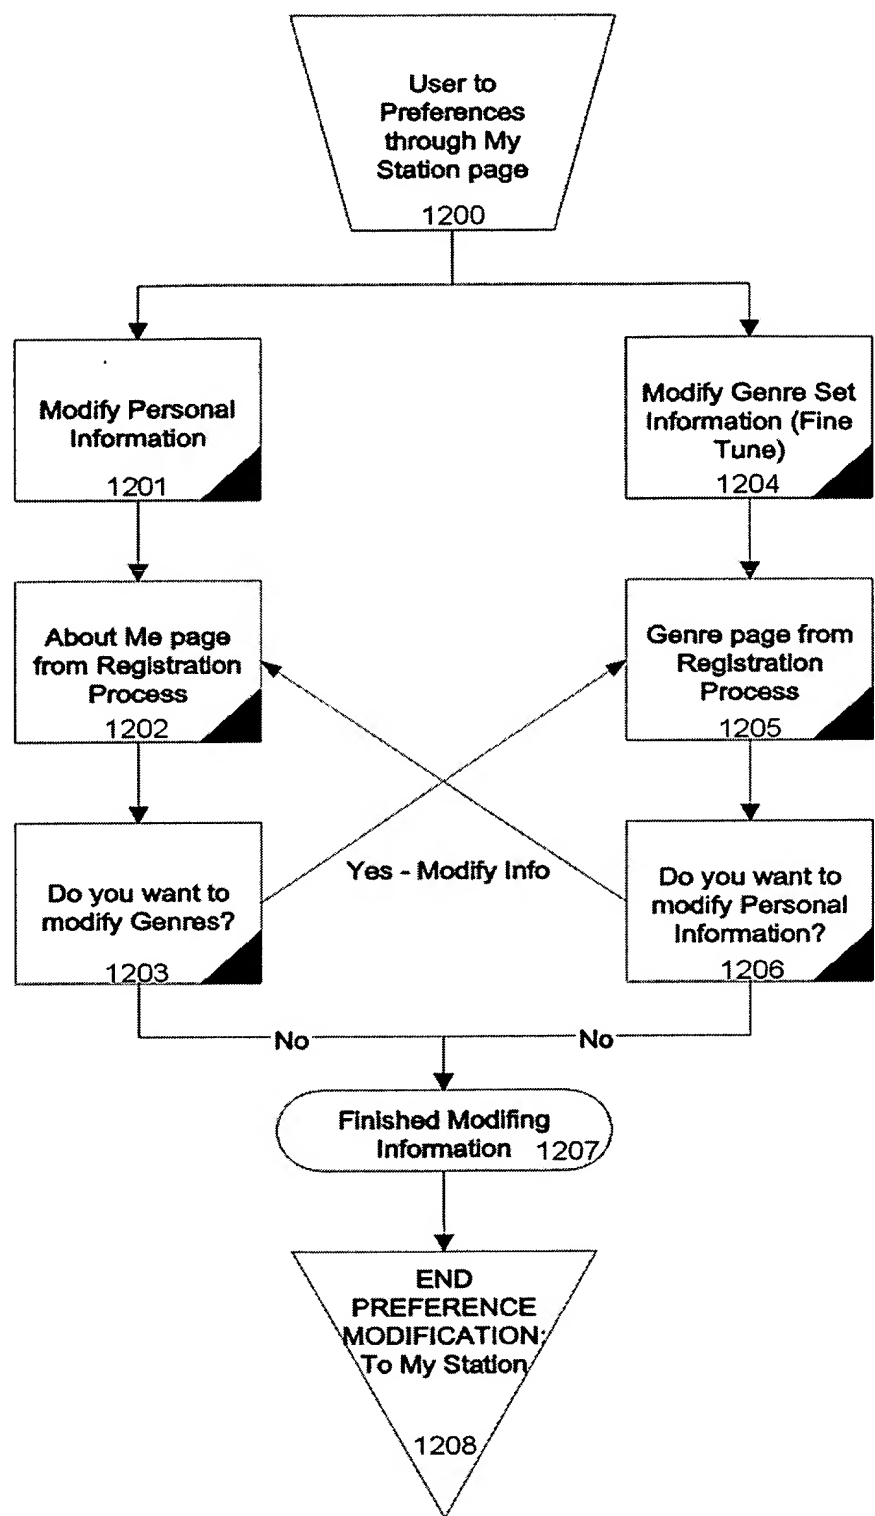 User to
Preferences
through My
Station page
1200
Modify Personal
Information
1201
Modify Genre Set
Information (Fine
Tune)
1204
About Me page
from Registration
Process
1202
Genre page from
Registration
Process
1205
Do you want to
modify Genres?
1203
Yes - Modify Info
Do you want to
modify Personal
Information?
1206
No
No
Finished Modifing
Information
1207
END
PREFERENCE
MODIFICATION:
To My Station
1208